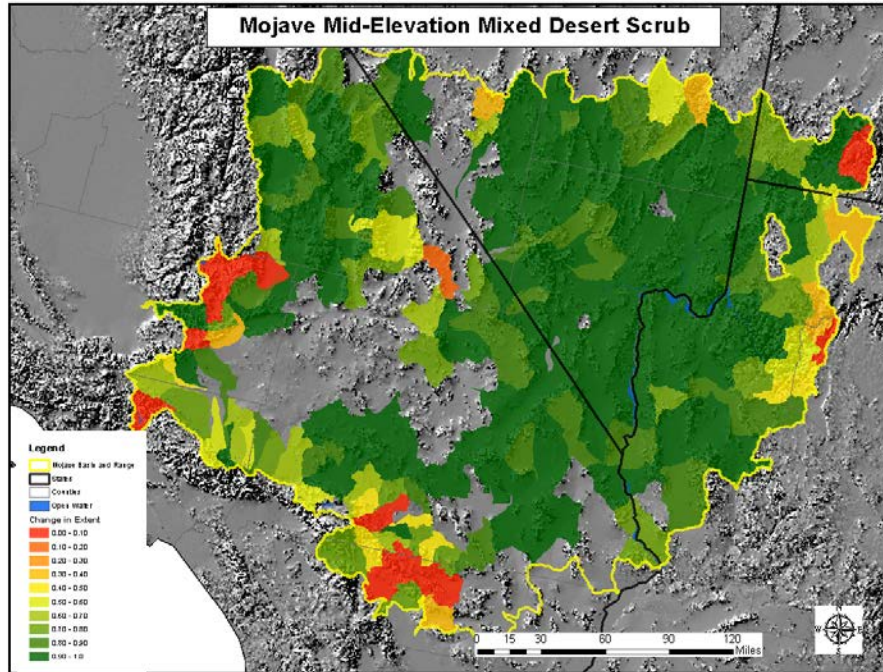 Mojave Mid-Elevation Mixed Desert Scrub
Legend
Mojave Basin and Range
States
Counties
Open Water
Change in Extent
0.00 - 0.10
0.10 - 0.20
0.20 - 0.30
0.30 - 0.40
0.40 - 0.50
0.50 - 0.60
0.60 - 0.70
0.70 - 0.80
0.80 - 0.90
0.90 - 1.0
0 15 30 60 90 120
Miles
N
W E
S